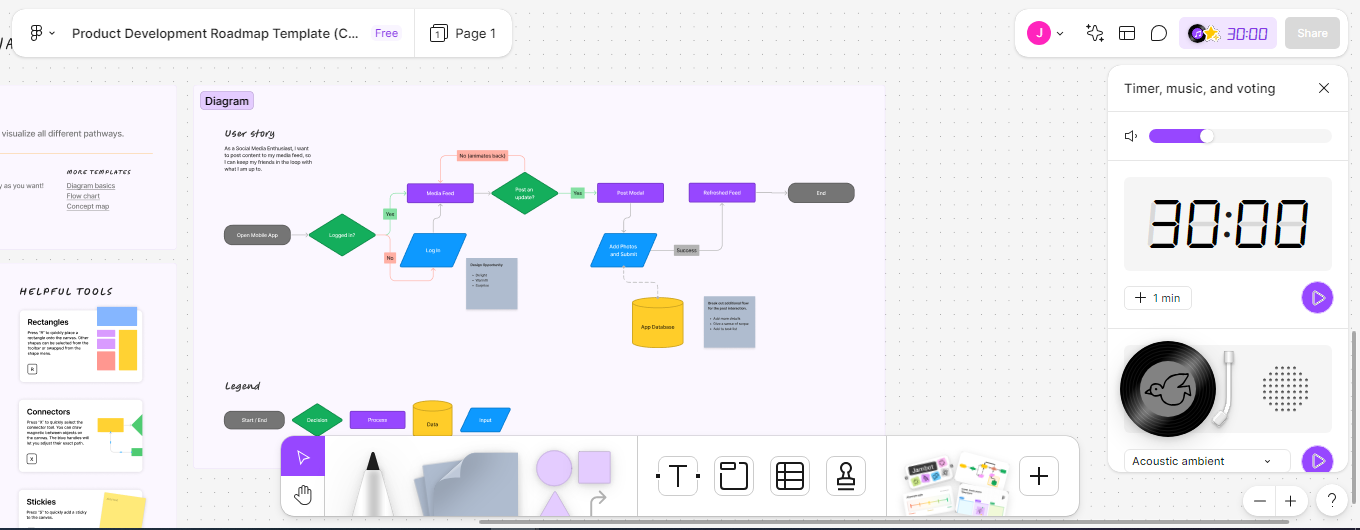 Product Development Roadmap Template (C...
Free
1
Page 1
J
30:00
Share
visualize all different pathways.
MORE TEMPLATES
y as you want!
Diagram basics
Flow chart
Concept map
HELPFUL TOOLS
Rectangles
Press "R" to quickly place a
rectangle onto the canvas. Other
shapes can be selected from the
toolbar or swapped from the
shape menu.
R
Connectors
Press "X" to quickly select the
connector tool. You can draw
magnetic between objects on
the canvas. The blue handles will
let you adjust their exact path.
X
Stickies
Press "S" to quickly add a sticky
to the canvas.
Diagram
User story
As a Social Media Enthusiast, I want
to post content to my media feed, so
I can keep my friends in the loop with
what I am up to.
No (animates back)
Media Feed
Post an
update?
Yes
Post Model
Refreshed Feed
End
Yes
Open Mobile App
Logged in?
No
Log in
Add Photos
and Submit
Success
Design Opportunity
Delight
Warmth
Surprise
App Database
Break out additional flow
for the post interaction.
Add more details
Give a sense of scope
Legend
Start / End
Decision
Process
Data
Input
T
Jambot
Timer, music, and voting
30:00
1 min
Acoustic ambient
?